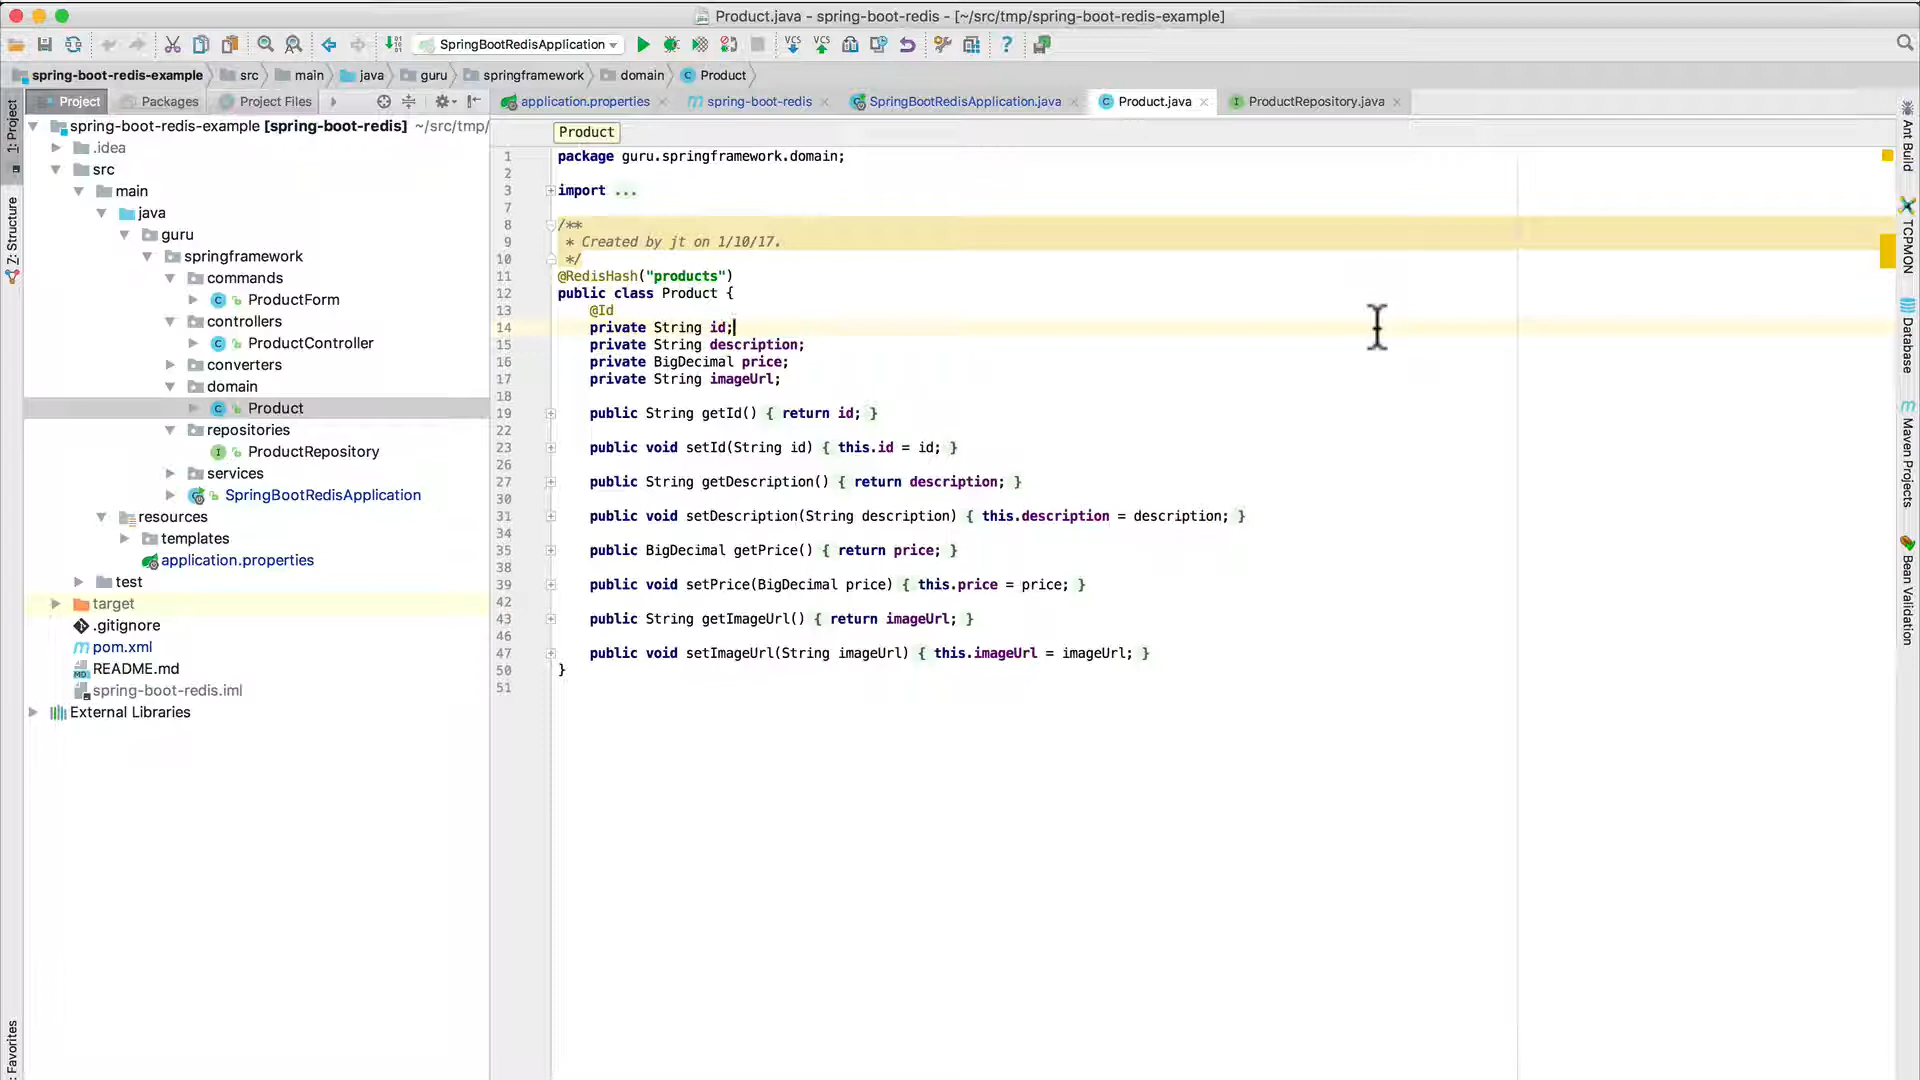 Product.java - spring-boot-redis - [~/src/tmp/spring-boot-redis-example]
SpringBootRedisApplication
VCS VCS ?
spring-boot-redis-example src main java guru springframework domain Product
Project Packages Project Files
application.properties spring-boot-redis SpringBootRedisApplication.java Product.java ProductRepository.java
1: Project
Z: Structure
Favorites
spring-boot-redis-example [spring-boot-redis] ~/src/tmp/
.idea
src
main
java
guru
springframework
commands
ProductForm
controllers
ProductController
converters
domain
Product
repositories
ProductRepository
services
SpringBootRedisApplication
resources
templates
application.properties
test
target
.gitignore
pom.xml
README.md
spring-boot-redis.iml
External Libraries
Product
1 package guru.springframework.domain;
2
3 import ...
7
8 /**
9 * Created by jt on 1/10/17.
10 */
11 @RedisHash("products")
12 public class Product {
13 @Id
14 private String id;
15 private String description;
16 private BigDecimal price;
17 private String imageUrl;
18
19 public String getId() { return id; }
22
23 public void setId(String id) { this.id = id; }
26
27 public String getDescription() { return description; }
30
31 public void setDescription(String description) { this.description = description; }
34
35 public BigDecimal getPrice() { return price; }
38
39 public void setPrice(BigDecimal price) { this.price = price; }
42
43 public String getImageUrl() { return imageUrl; }
46
47 public void setImageUrl(String imageUrl) { this.imageUrl = imageUrl; }
50 }
51
Ant Build
TCPMON
Database
Maven Projects
Bean Validation